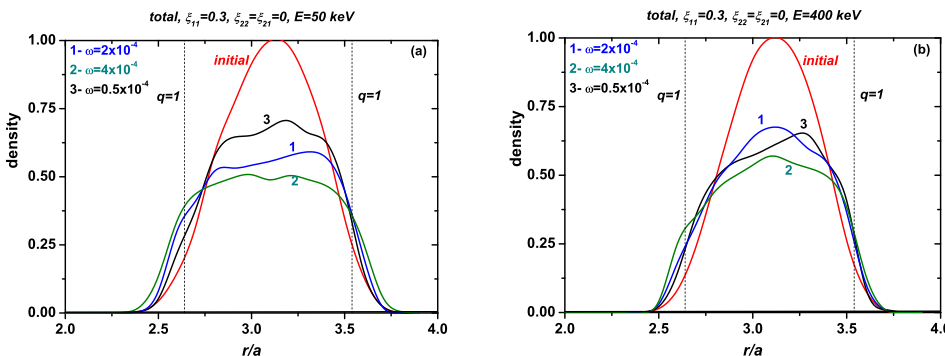 total, ξ11=0.3, ξ22=ξ21=0, E=50 keV
1- ω=2x10-4
2- ω=4x10-4
3- ω=0.5x10-4
initial
(a)
q=1
q=1
3
1
2
density
1.00
0.75
0.50
0.25
0.00
2.0 2.5 3.0 3.5 4.0
r/a
total, ξ11=0.3, ξ22=ξ21=0, E=400 keV
1- ω=2x10-4
2- ω=4x10-4
3- ω=0.5x10-4
initial
(b)
q=1
q=1
1
3
2
density
1.00
0.75
0.50
0.25
0.00
2.0 2.5 3.0 3.5 4.0
r/a